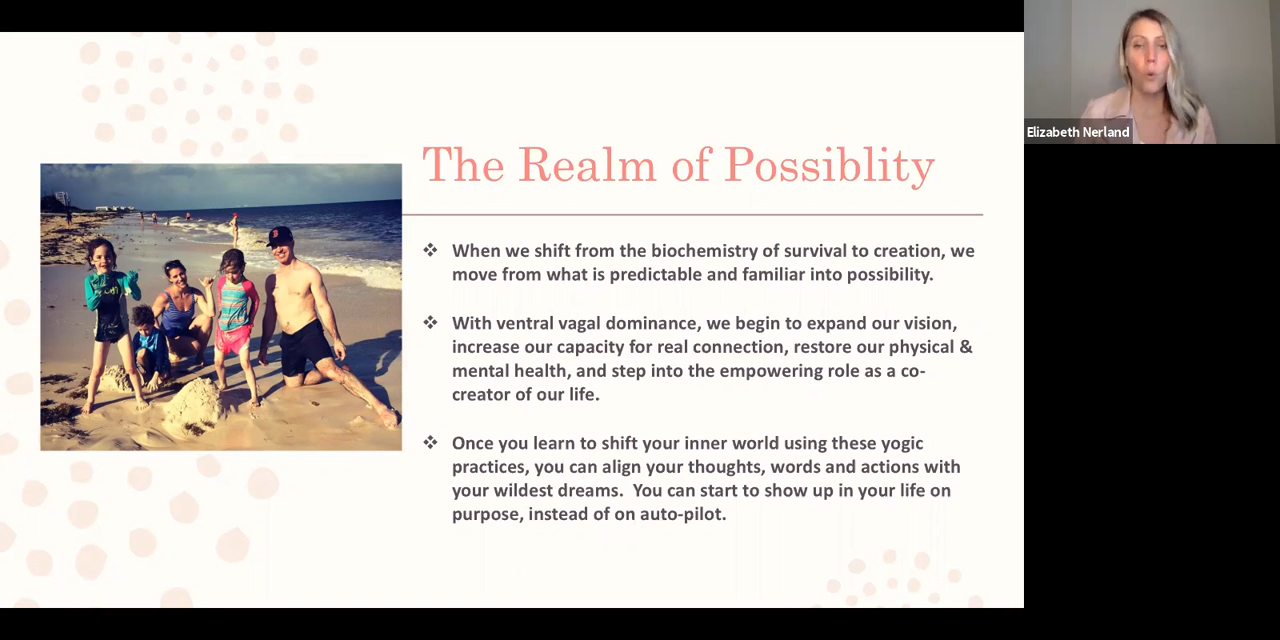 Elizabeth Nerland
The Realm of Possiblity
❖ When we shift from the biochemistry of survival to creation, we
move from what is predictable and familiar into possibility.
❖ With ventral vagal dominance, we begin to expand our vision,
increase our capacity for real connection, restore our physical &
mental health, and step into the empowering role as a co-
creator of our life.
❖ Once you learn to shift your inner world using these yogic
practices, you can align your thoughts, words and actions with
your wildest dreams.  You can start to show up in your life on
purpose, instead of on auto-pilot.